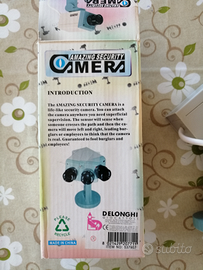 AMAZING SECURITY
CAMERA
INTRODUCTION
The AMAZING SECURITY CAMERA is a
life-like security camera. You can attach
the camera anywhere you need superficial
supervision. The sensor will sense when
someone crosses the path and then the ca-
mera will move left and right, leading bur-
glars or employees to think that the camera
is real. Guaranteed to fool burglars and
employees!
DELONGHI
MADE IN CHINA
subito